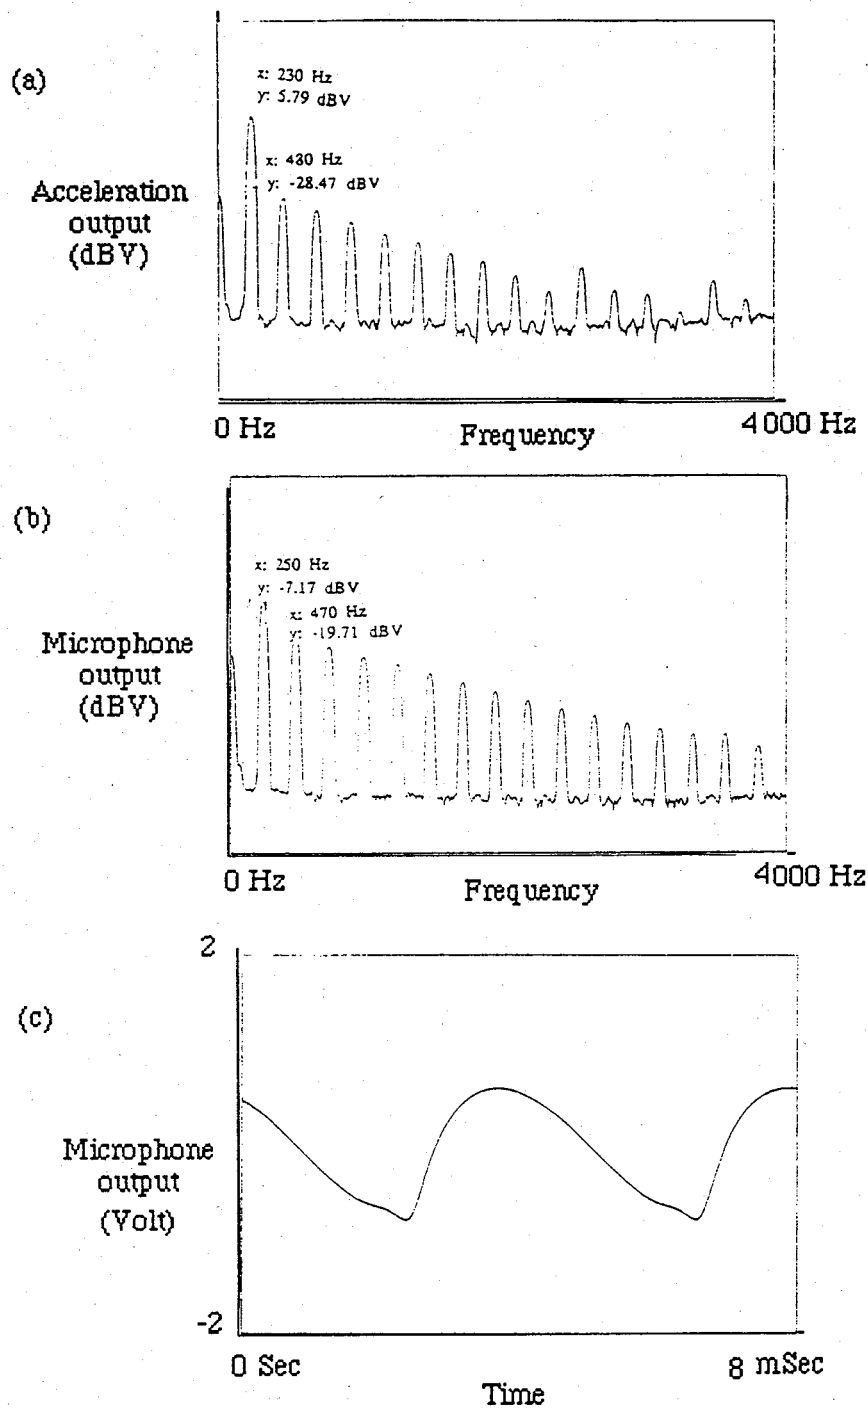 (a)
x: 230 Hz
y: 5.79 dBV
x: 480 Hz
y: -28.47 dBV
Acceleration
output
(dBV)
0 Hz
Frequency
4000 Hz
(b)
x: 250 Hz
y: -7.17 dBV
x: 470 Hz
y: -19.71 dBV
Microphone
output
(dBV)
0 Hz
Frequency
4000 Hz
(c)
2
Microphone
output
(Volt)
-2
0 Sec
8 mSec
Time